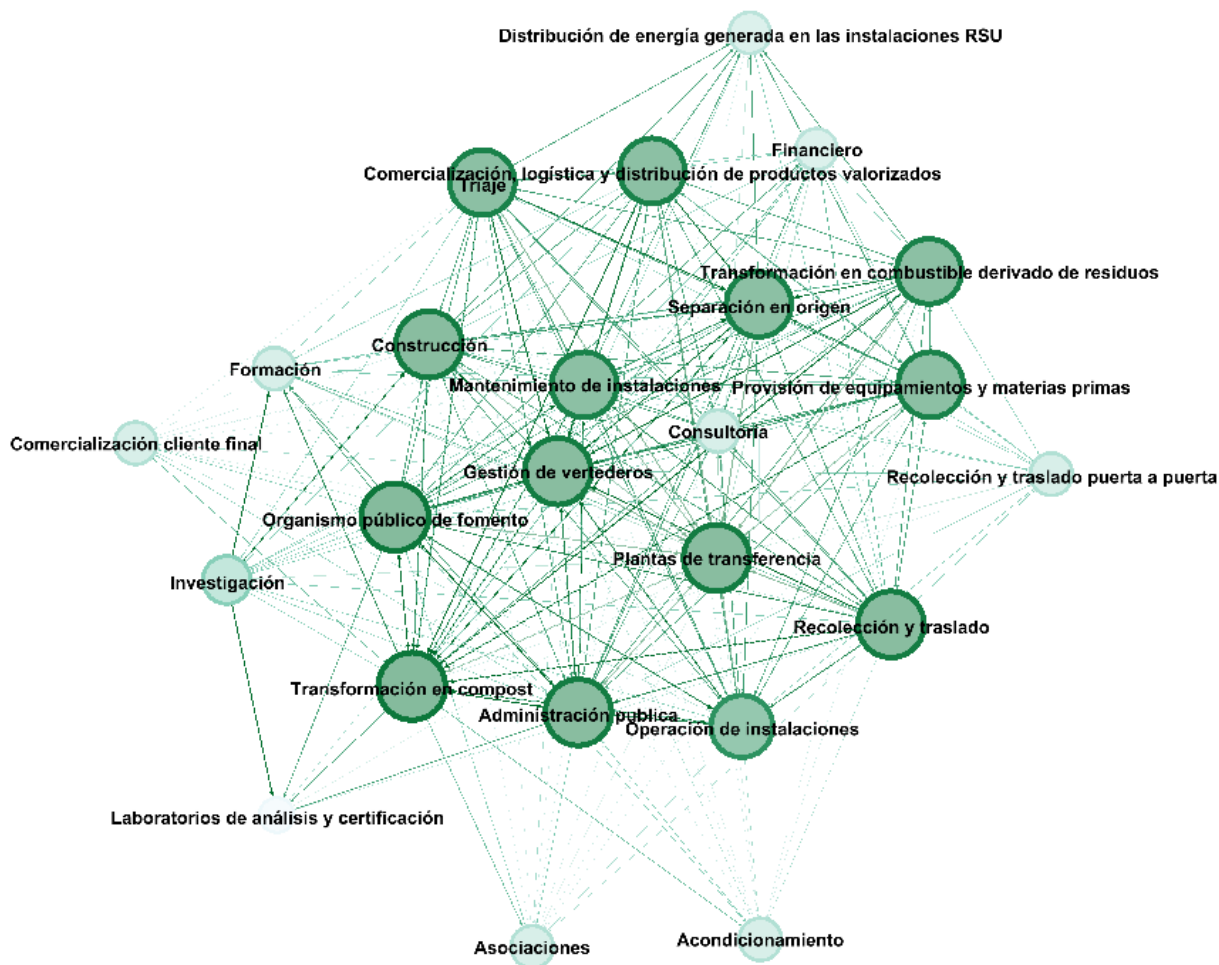 Distribución de energía generada en las instalaciones RSU
Financiero
Comercialización, logística y distribución de productos valorizados
Triaje
Transformación en combustible derivado de residuos
Separación en origen
Construcción
Formación
Mantenimiento de instalaciones
Provisión de equipamientos y materias primas
Consultoría
Comercialización cliente final
Gestión de vertederos
Recolección y traslado puerta a puerta
Organismo público de fomento
Plantas de transferencia
Investigación
Recolección y traslado
Transformación en compost
Administración publica
Operación de instalaciones
Laboratorios de análisis y certificación
Acondicionamiento
Asociaciones